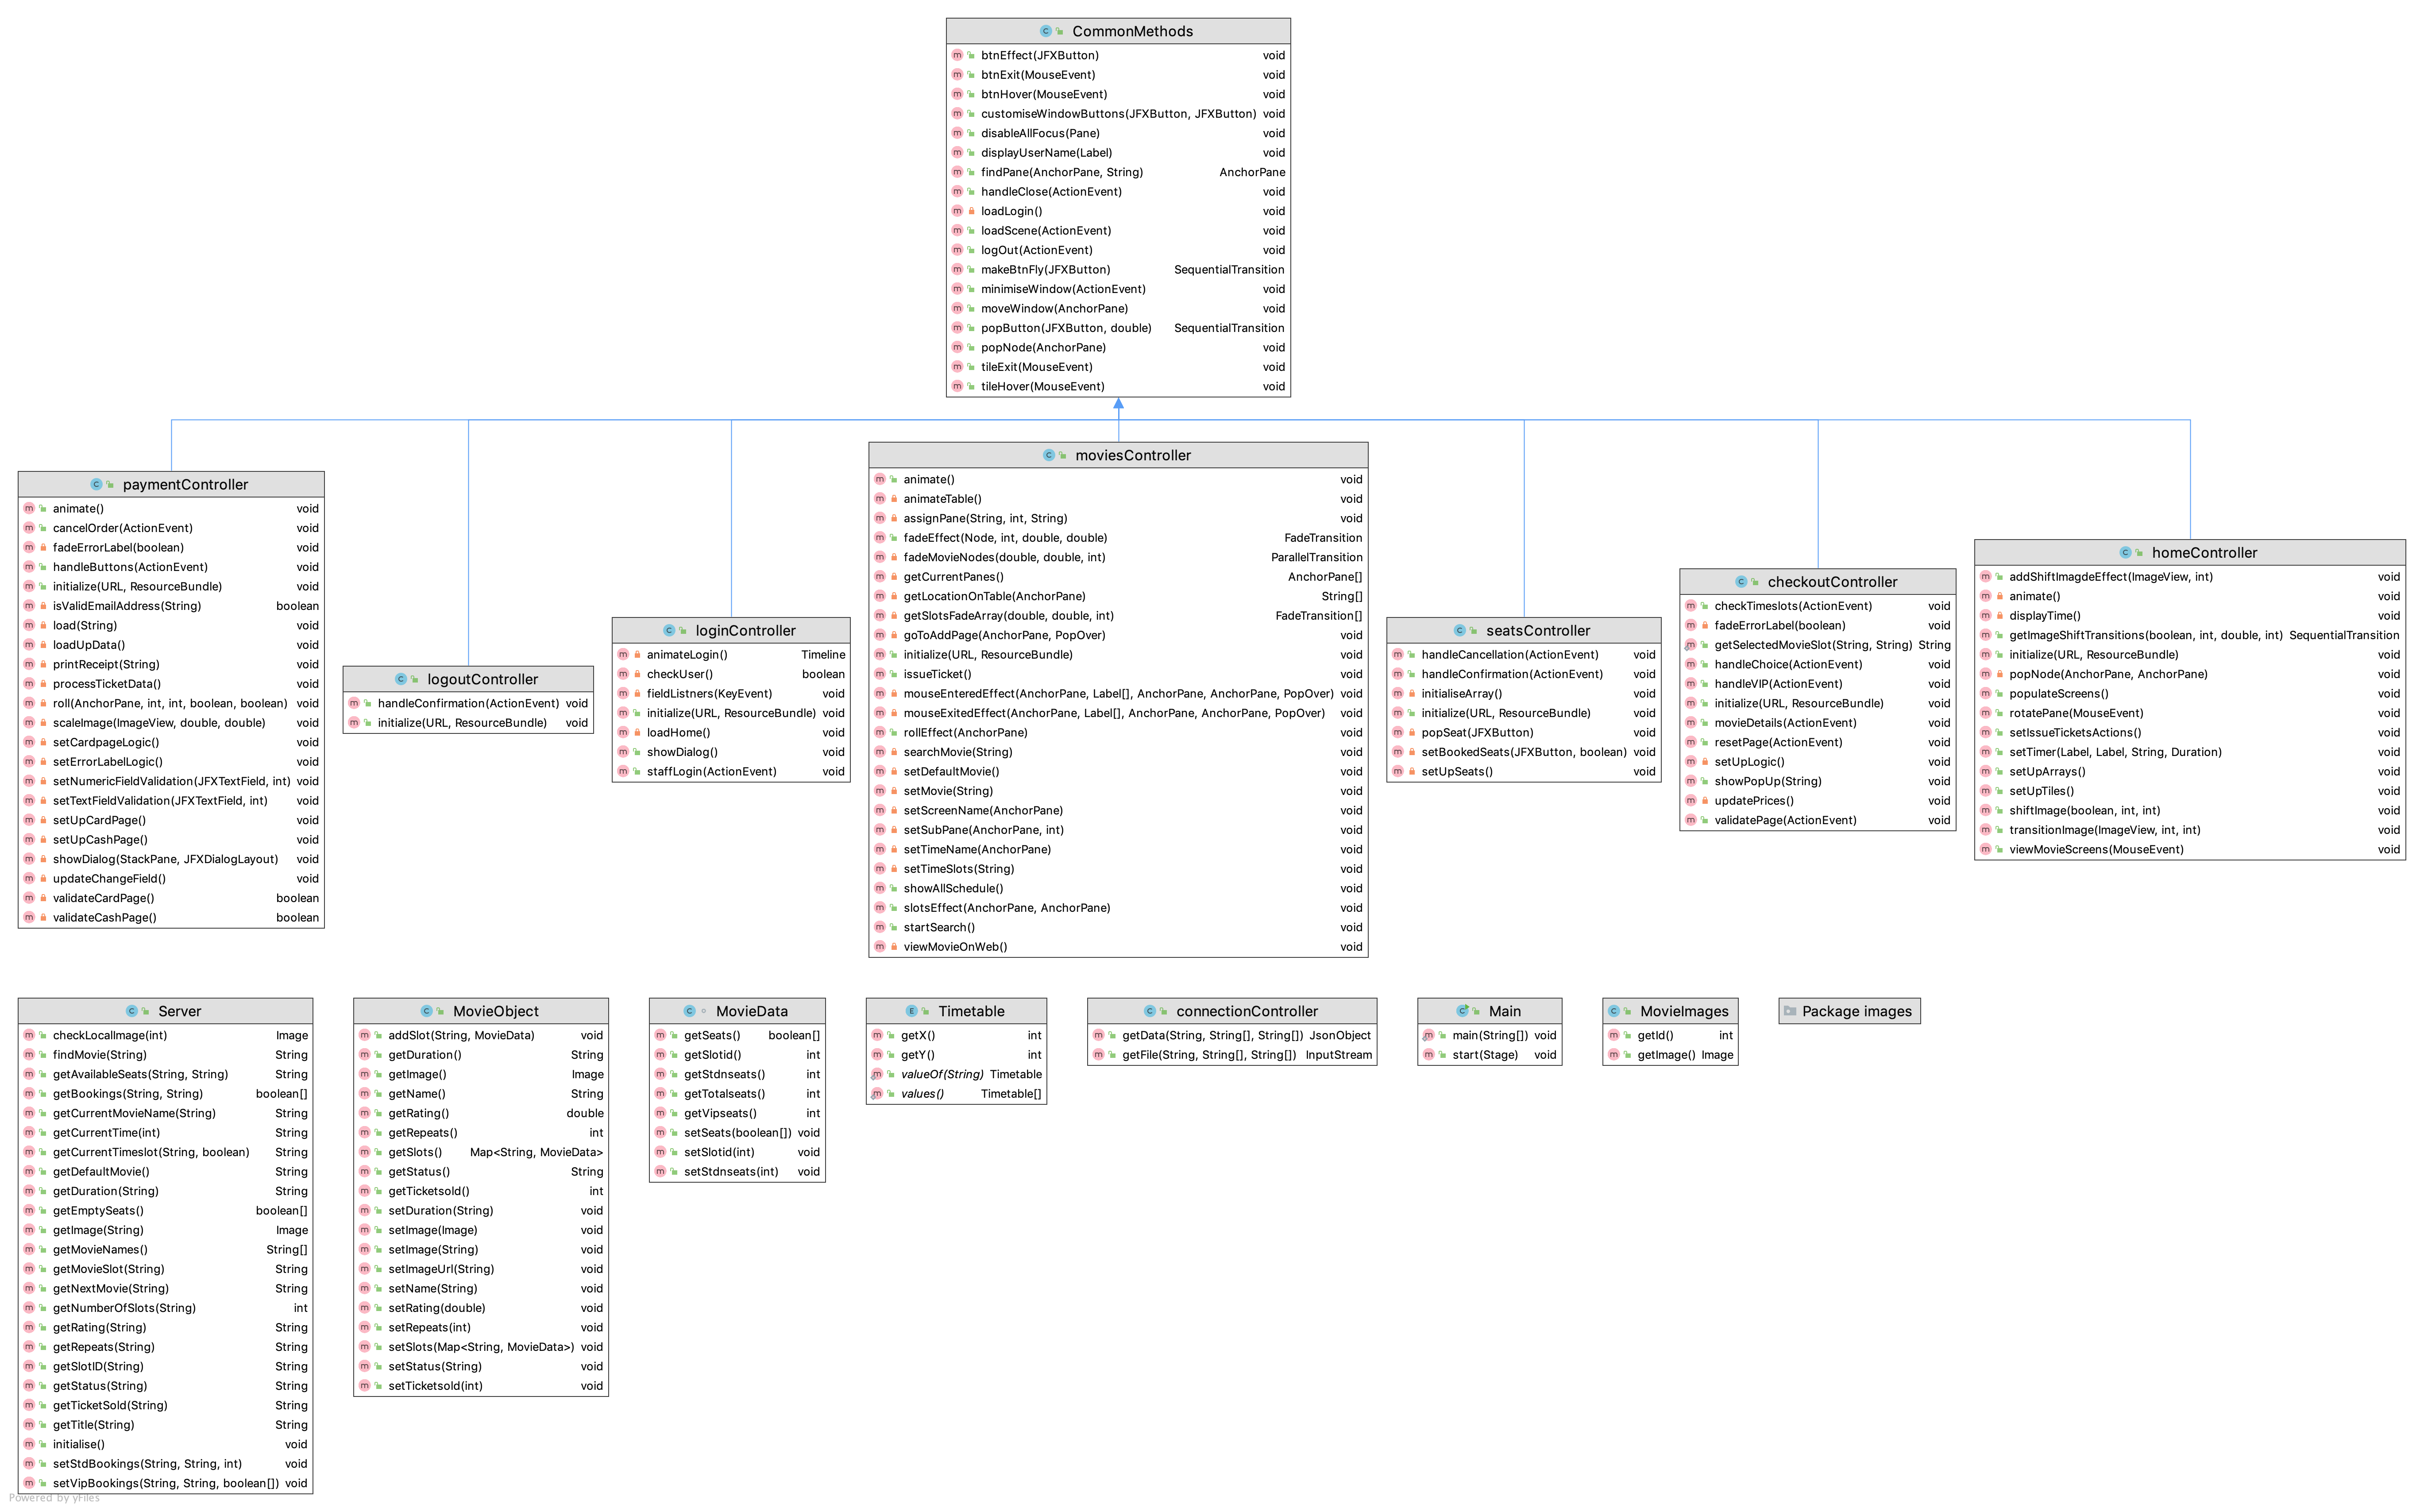 CommonMethods
btnEffect(JFXButton) void
btnExit(MouseEvent) void
btnHover(MouseEvent) void
customiseWindowButtons(JFXButton, JFXButton) void
disableAllFocus(Pane) void
displayUserName(Label) void
findPane(AnchorPane, String) AnchorPane
handleClose(ActionEvent) void
loadLogin() void
loadScene(ActionEvent) void
logOut(ActionEvent) void
makeBtnFly(JFXButton) SequentialTransition
minimiseWindow(ActionEvent) void
moveWindow(AnchorPane) void
popButton(JFXButton, double) SequentialTransition
popNode(AnchorPane) void
tileExit(MouseEvent) void
tileHover(MouseEvent) void
paymentController
animate() void
cancelOrder(ActionEvent) void
fadeErrorLabel(boolean) void
handleButtons(ActionEvent) void
initialize(URL, ResourceBundle) void
isValidEmailAddress(String) boolean
load(String) void
loadUpData() void
printReceipt(String) void
processTicketData() void
roll(AnchorPane, int, int, boolean, boolean) void
scaleImage(ImageView, double, double) void
setCardpageLogic() void
setErrorLabelLogic() void
setNumericFieldValidation(JFXTextField, int) void
setTextFieldValidation(JFXTextField, int) void
setUpCardPage() void
setUpCashPage() void
showDialog(StackPane, JFXDialogLayout) void
updateChangeField() void
validateCardPage() boolean
validateCashPage() boolean
logoutController
handleConfirmation(ActionEvent) void
initialize(URL, ResourceBundle) void
loginController
animateLogin() Timeline
checkUser() boolean
fieldListners(KeyEvent) void
initialize(URL, ResourceBundle) void
loadHome() void
showDialog() void
staffLogin(ActionEvent) void
moviesController
animate() void
animateTable() void
assignPane(String, int, String) void
fadeEffect(Node, int, double, double) FadeTransition
fadeMovieNodes(double, double, int) ParallelTransition
getCurrentPanes() AnchorPane[]
getLocationOnTable(AnchorPane) String[]
getSlotsFadeArray(double, double, int) FadeTransition[]
goToAddPage(AnchorPane, PopOver) void
initialize(URL, ResourceBundle) void
issueTicket() void
mouseEnteredEffect(AnchorPane, Label[], AnchorPane, AnchorPane, PopOver) void
mouseExitedEffect(AnchorPane, Label[], AnchorPane, AnchorPane, PopOver) void
rollEffect(AnchorPane) void
searchMovie(String) void
setDefaultMovie() void
setMovie(String) void
setScreenName(AnchorPane) void
setSubPane(AnchorPane, int) void
setTimeName(AnchorPane) void
setTimeSlots(String) void
showAllSchedule() void
slotsEffect(AnchorPane, AnchorPane) void
startSearch() void
viewMovieOnWeb() void
seatsController
handleCancellation(ActionEvent) void
handleConfirmation(ActionEvent) void
initialiseArray() void
initialize(URL, ResourceBundle) void
popSeat(JFXButton) void
setBookedSeats(JFXButton, boolean) void
setUpSeats() void
checkoutController
checkTimeslots(ActionEvent) void
fadeErrorLabel(boolean) void
getSelectedMovieSlot(String, String) String
handleChoice(ActionEvent) void
handleVIP(ActionEvent) void
initialize(URL, ResourceBundle) void
movieDetails(ActionEvent) void
resetPage(ActionEvent) void
setUpLogic() void
showPopUp(String) void
updatePrices() void
validatePage(ActionEvent) void
homeController
addShiftImagdeEffect(ImageView, int) void
animate() void
displayTime() void
getImageShiftTransitions(boolean, int, double, int) SequentialTransition
initialize(URL, ResourceBundle) void
popNode(AnchorPane, AnchorPane) void
populateScreens() void
rotatePane(MouseEvent) void
setIssueTicketsActions() void
setTimer(Label, Label, String, Duration) void
setUpArrays() void
setUpTiles() void
shiftImage(boolean, int, int) void
transitionImage(ImageView, int, int) void
viewMovieScreens(MouseEvent) void
Server
checkLocalImage(int) Image
findMovie(String) String
getAvailableSeats(String, String) String
getBookings(String, String) boolean[]
getCurrentMovieName(String) String
getCurrentTime(int) String
getCurrentTimeslot(String, boolean) String
getDefaultMovie() String
getDuration(String) String
getEmptySeats() boolean[]
getImage(String) Image
getMovieNames() String[]
getMovieSlot(String) String
getNextMovie(String) String
getNumberOfSlots(String) int
getRating(String) String
getRepeats(String) String
getSlotID(String) String
getStatus(String) String
getTicketSold(String) String
getTitle(String) String
initialise() void
setStdBookings(String, String, int) void
setVipBookings(String, String, boolean[]) void
MovieObject
addSlot(String, MovieData) void
getDuration() String
getImage() Image
getName() String
getRating() double
getRepeats() int
getSlots() Map<String, MovieData>
getStatus() String
getTicketsold() int
setDuration(String) void
setImage(Image) void
setImage(String) void
setImageUrl(String) void
setName(String) void
setRating(double) void
setRepeats(int) void
setSlots(Map<String, MovieData>) void
setStatus(String) void
setTicketsold(int) void
MovieData
getSeats() boolean[]
getSlotid() int
getStdnseats() int
getTotalseats() int
getVipseats() int
setSeats(boolean[]) void
setSlotid(int) void
setStdnseats(int) void
Timetable
getX() int
getY() int
valueOf(String) Timetable
values() Timetable[]
connectionController
getData(String, String[], String[]) JsonObject
getFile(String, String[], String[]) InputStream
Main
main(String[]) void
start(Stage) void
MovieImages
getId() int
getImage() Image
Package images
Powered by yFiles